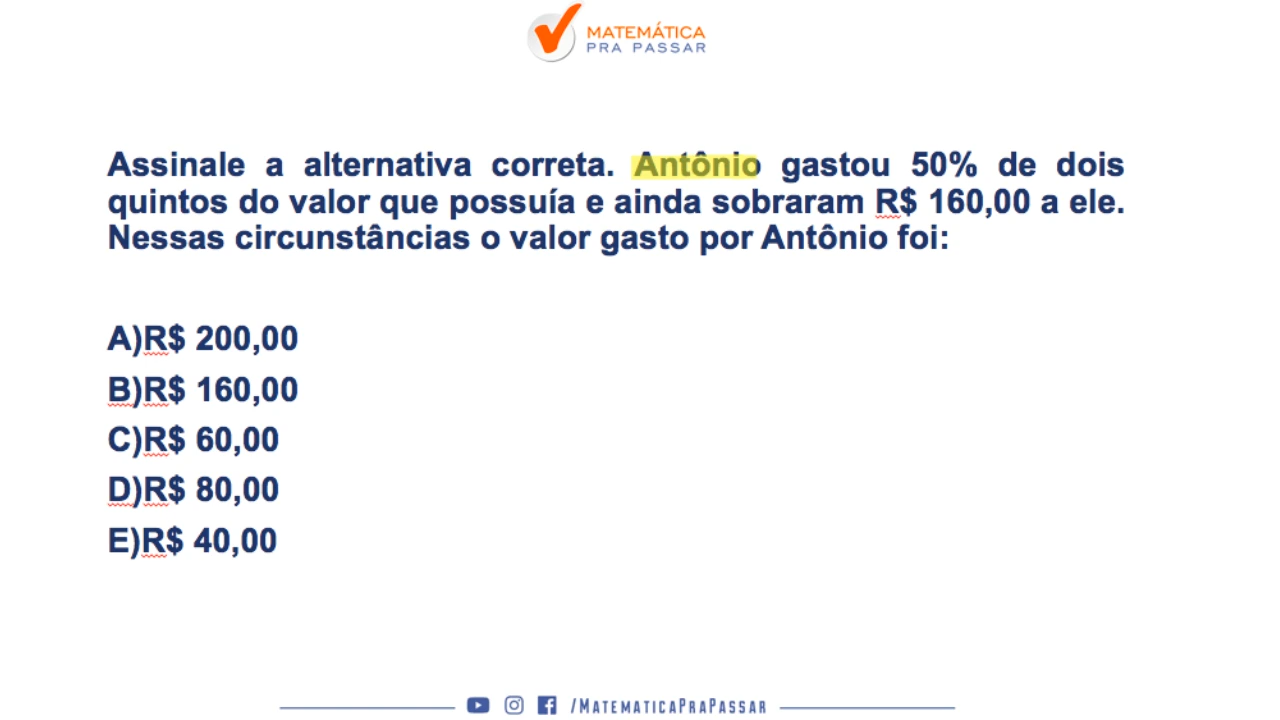 MATEMÁTICA
PRA PASSAR
Assinale a alternativa correta. Antônio gastou 50% de dois
quintos do valor que possuía e ainda sobraram R$ 160,00 a ele.
Nessas circunstâncias o valor gasto por Antônio foi:
A)R$ 200,00
B)R$ 160,00
C)R$ 60,00
D)R$ 80,00
E)R$ 40,00
/MATEMATICAPRAPASSAR